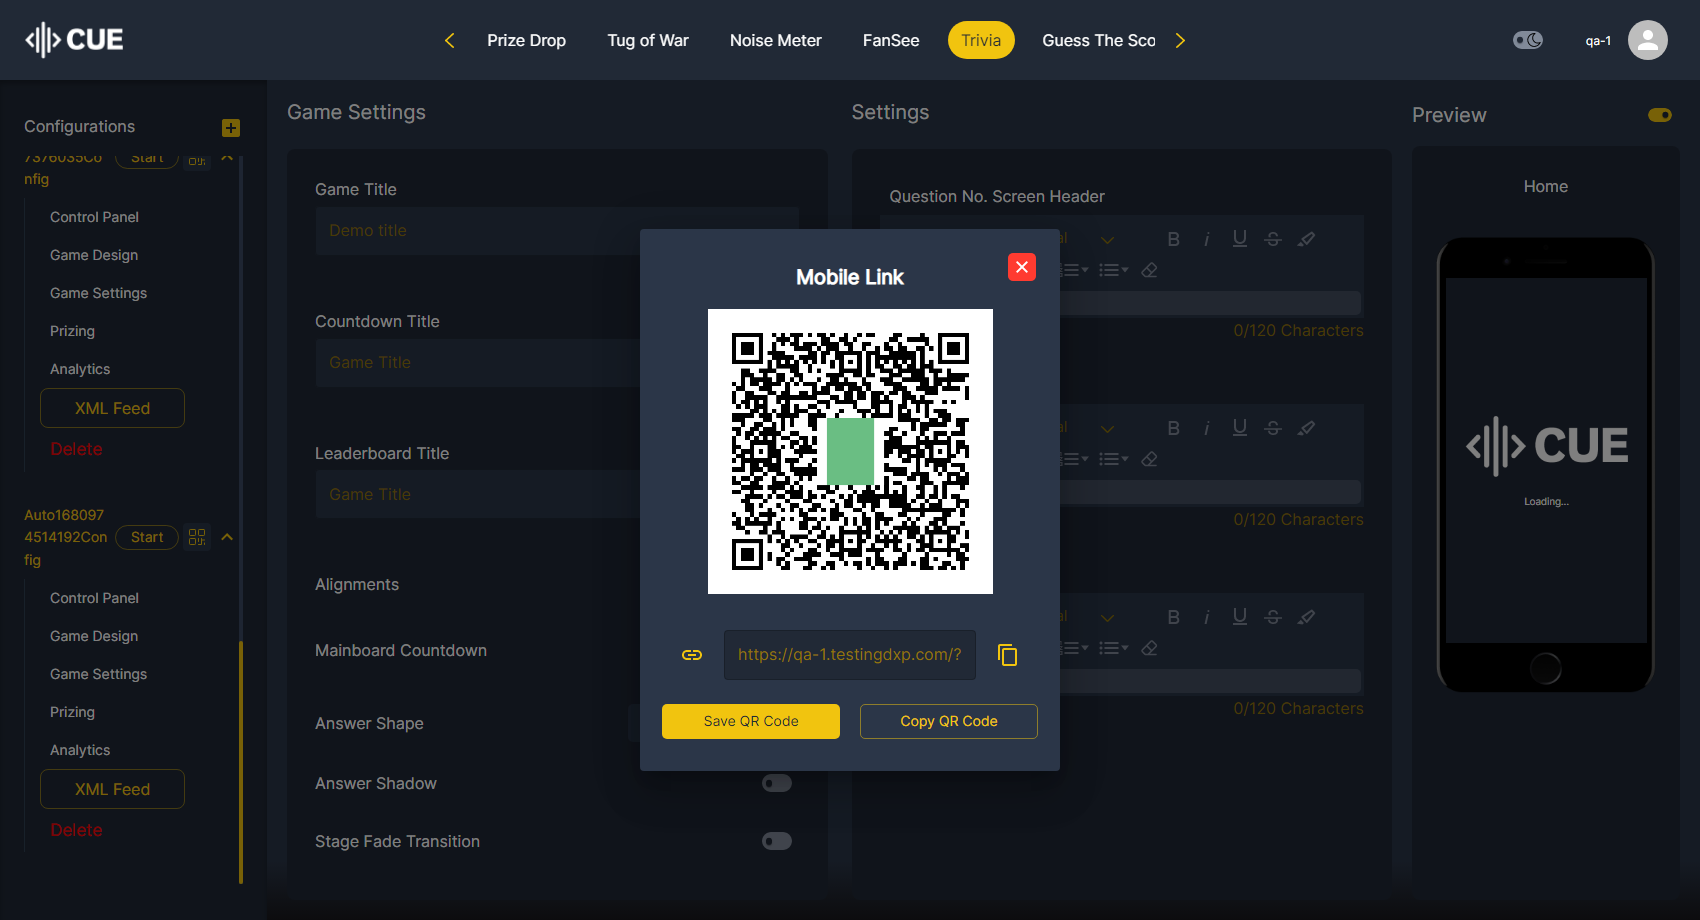 CUE
Prize Drop
Tug of War
Noise Meter
FanSee
Trivia
Guess The Sco
qa-1
Configurations
7376035Co
nfig
Start
Control Panel
Game Design
Game Settings
Prizing
Analytics
XML Feed
Delete
Auto168097
4514192Con
fig
Start
Control Panel
Game Design
Game Settings
Prizing
Analytics
XML Feed
Delete
Game Settings
Game Title
Demo title
Countdown Title
Game Title
Leaderboard Title
Game Title
Alignments
Mainboard Countdown
Answer Shape
Answer Shadow
Stage Fade Transition
Mobile Link
https://qa-1.testingdxp.com/?
Save QR Code
Copy QR Code
Settings
Question No. Screen Header
al
B i U S
0/120 Characters
al
B i U S
0/120 Characters
al
B i U S
0/120 Characters
Preview
Home
CUE
Loading...